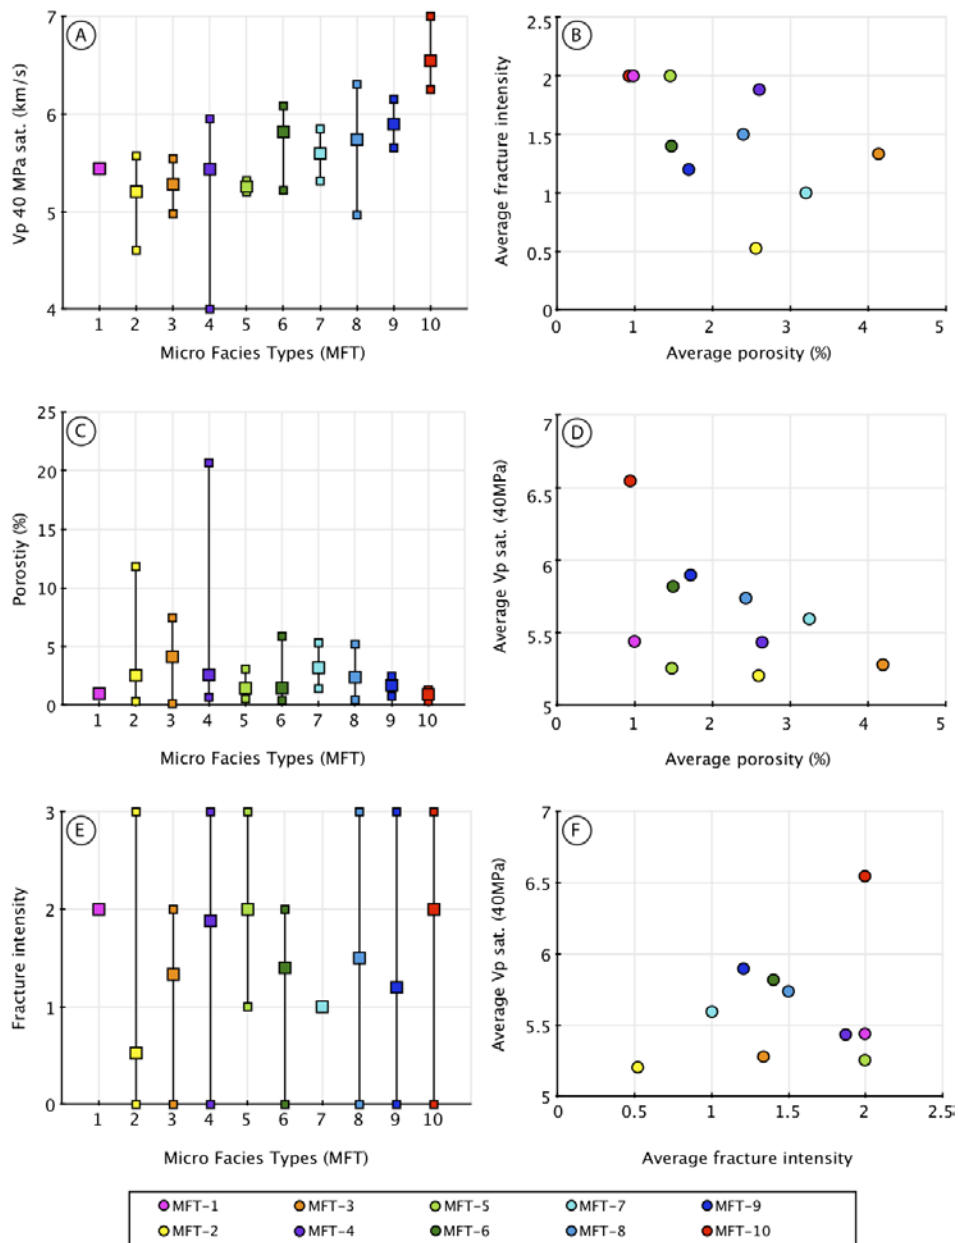 A
Vp 40 MPa sat. (km/s)
7
6
5
4
1 2 3 4 5 6 7 8 9 10
Micro Facies Types (MFT)
B
Average fracture intensity
2.5
2
1.5
1
0.5
0
0 1 2 3 4 5
Average porosity (%)
C
Porostiy (%)
25
20
15
10
5
0
1 2 3 4 5 6 7 8 9 10
Micro Facies Types (MFT)
D
Average Vp sat. (40MPa)
7
6.5
6
5.5
5
0 1 2 3 4 5
Average porosity (%)
E
Fracture intensity
3
2
1
0
1 2 3 4 5 6 7 8 9 10
Micro Facies Types (MFT)
F
Average Vp sat. (40MPa)
7
6.5
6
5.5
5
0 0.5 1 1.5 2 2.5
Average fracture intensity
MFT-1 MFT-3 MFT-5 MFT-7 MFT-9
MFT-2 MFT-4 MFT-6 MFT-8 MFT-10